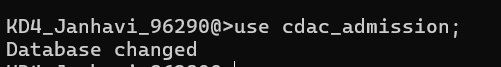 KD4_Janhavi_96290@>use cdac_admission;
Database changed